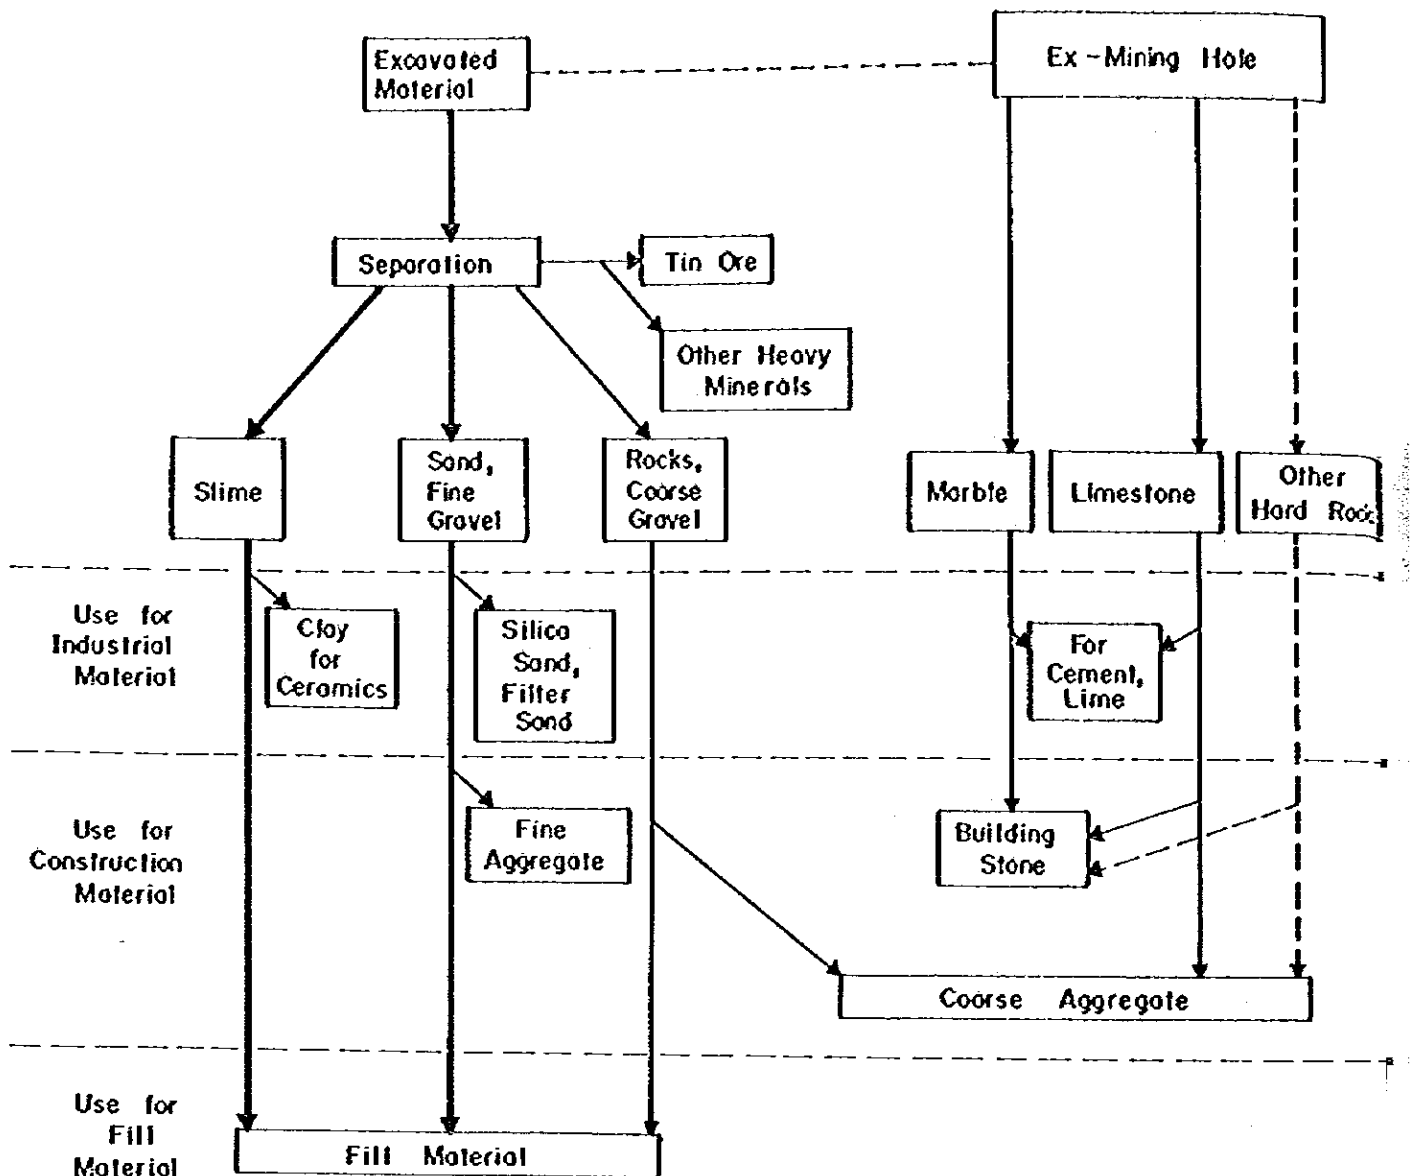 Excavated
Material
Ex-Mining Hole
Separation
Tin Ore
Other Heavy
Minerals
Slime
Sand,
Fine
Gravel
Rocks,
Coarse
Gravel
Marble
Limestone
Other
Hard Rock
Use for
Industrial
Material
Clay
for
Ceramics
Silica
Sand,
Filter
Sand
For
Cement,
Lime
Use for
Construction
Material
Fine
Aggregate
Building
Stone
Coarse Aggregate
Use for
Fill
Material
Fill Material